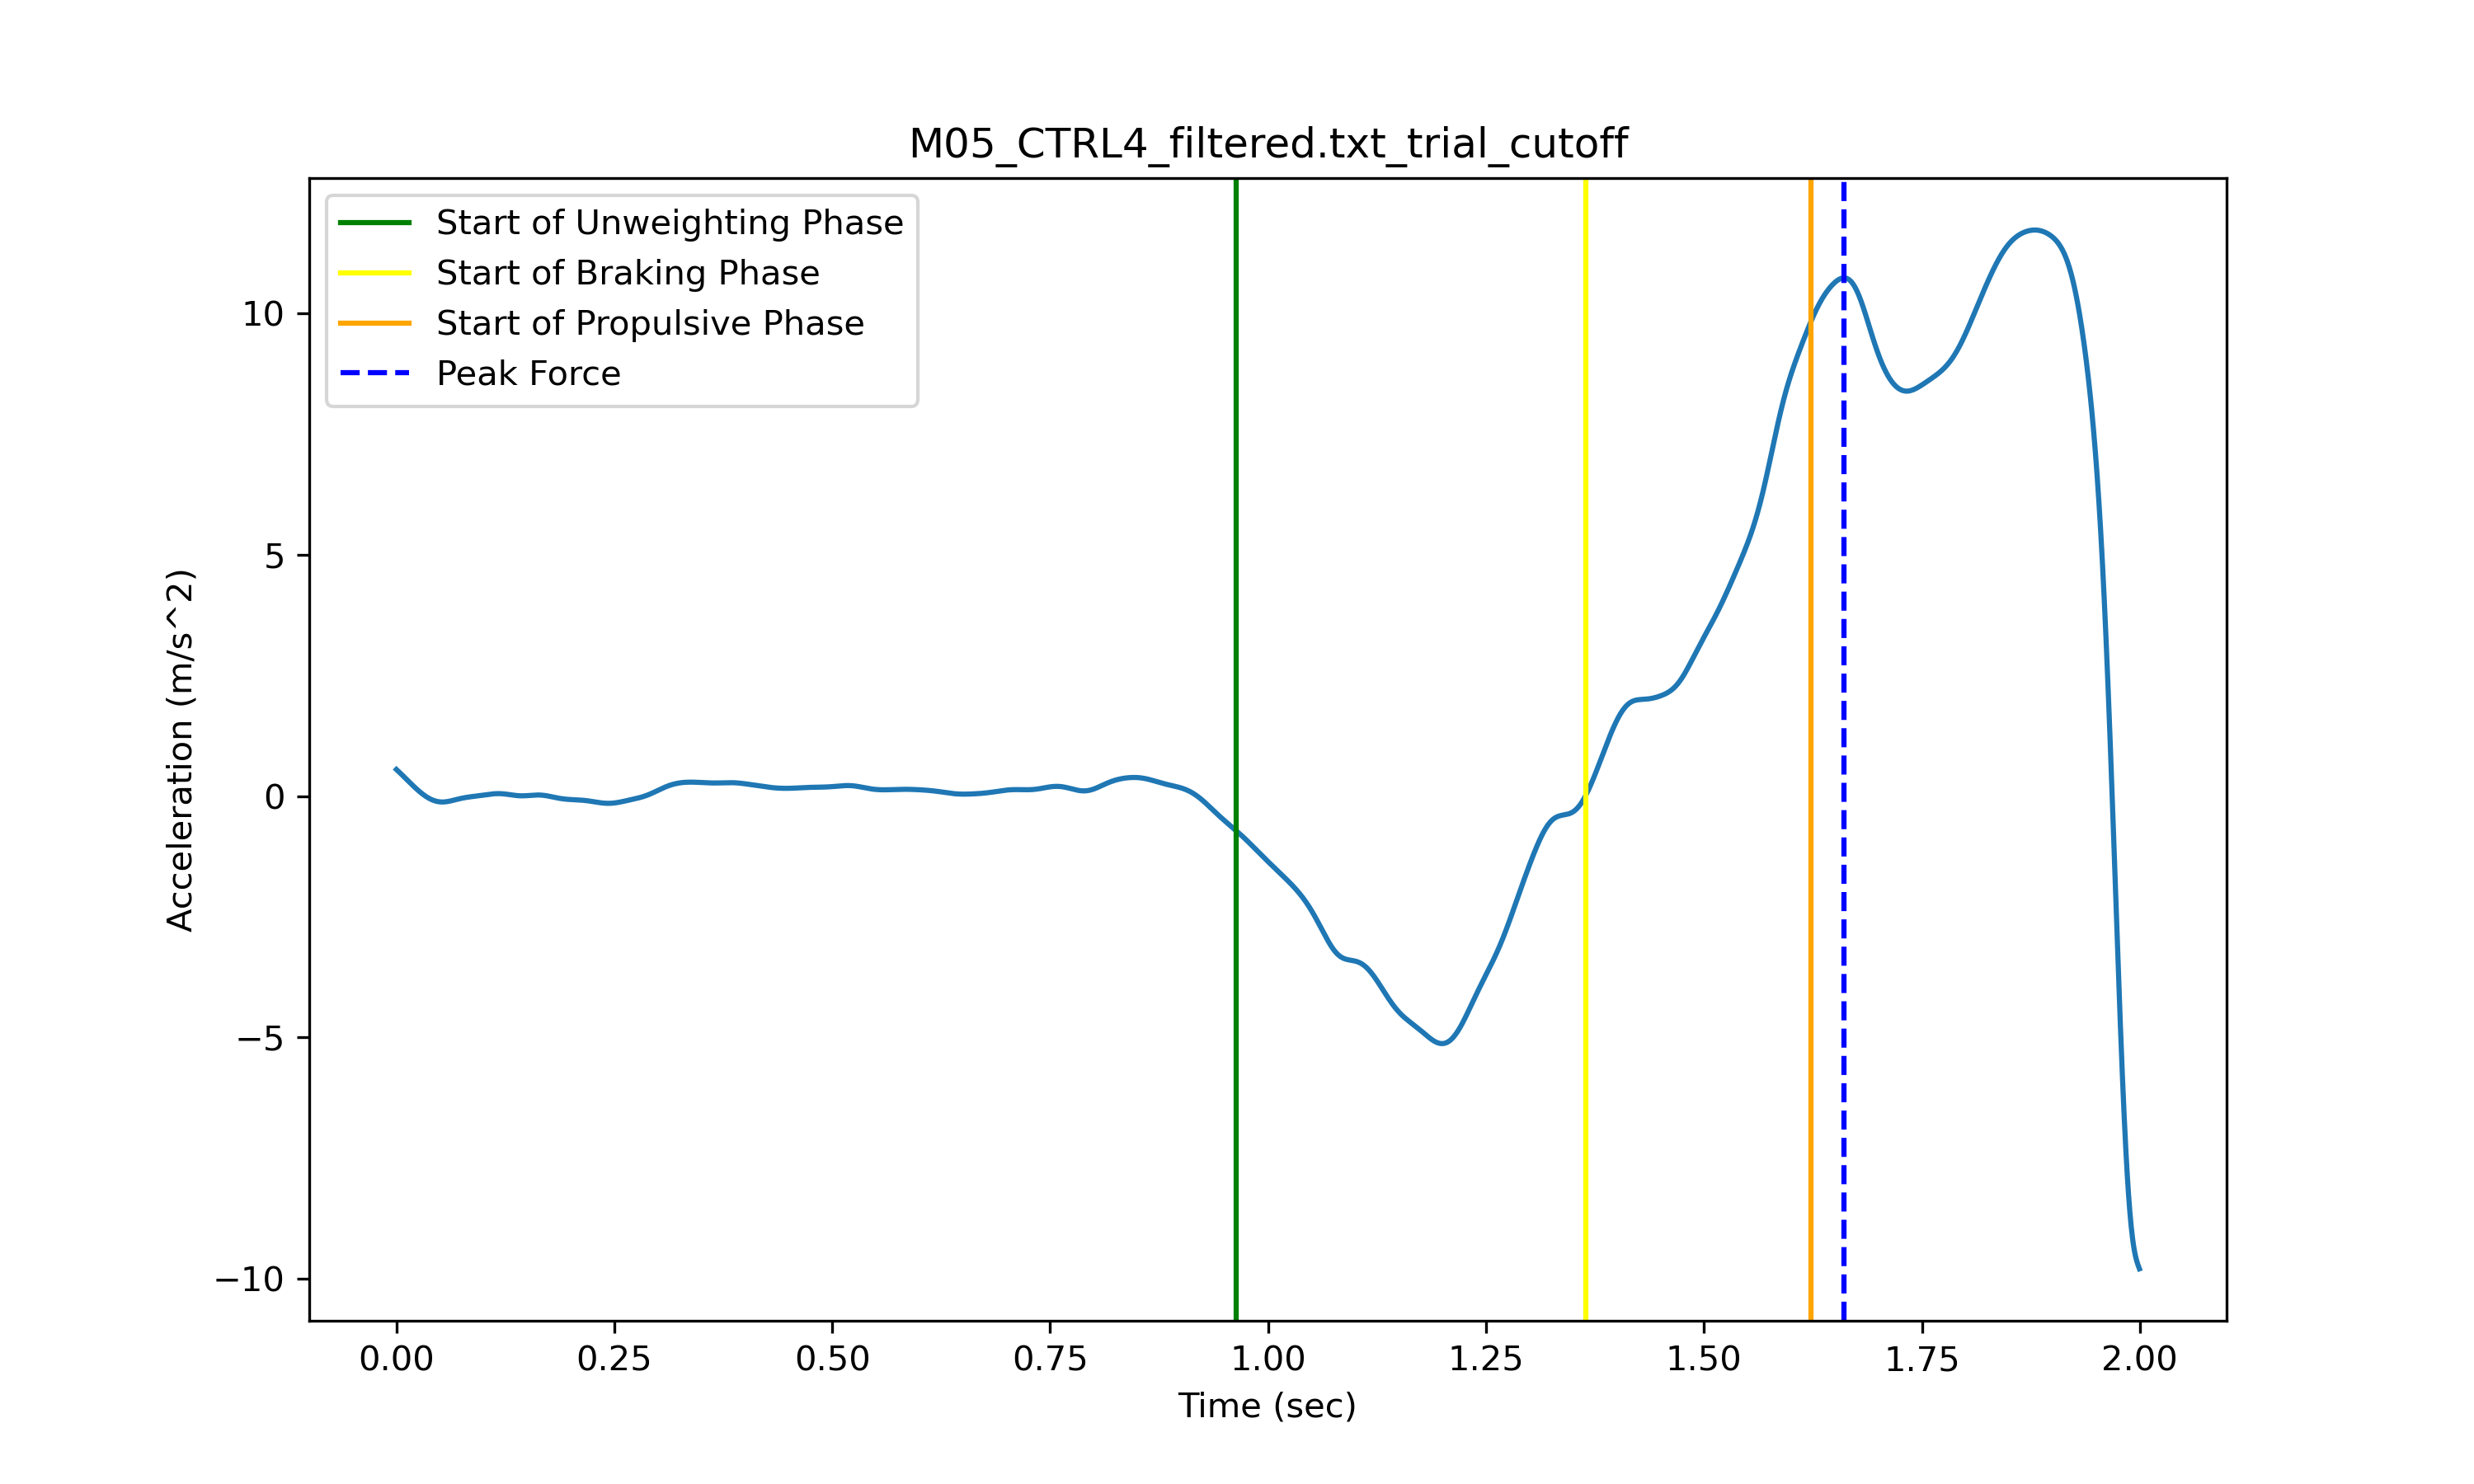 M05_CTRL4_filtered.txt_trial_cutoff
Start of Unweighting Phase
Start of Braking Phase
Start of Propulsive Phase
Peak Force
10
5
0
−5
−10
Acceleration (m/s^2)
0.00 0.25 0.50 0.75 1.00 1.25 1.50 1.75 2.00
Time (sec)